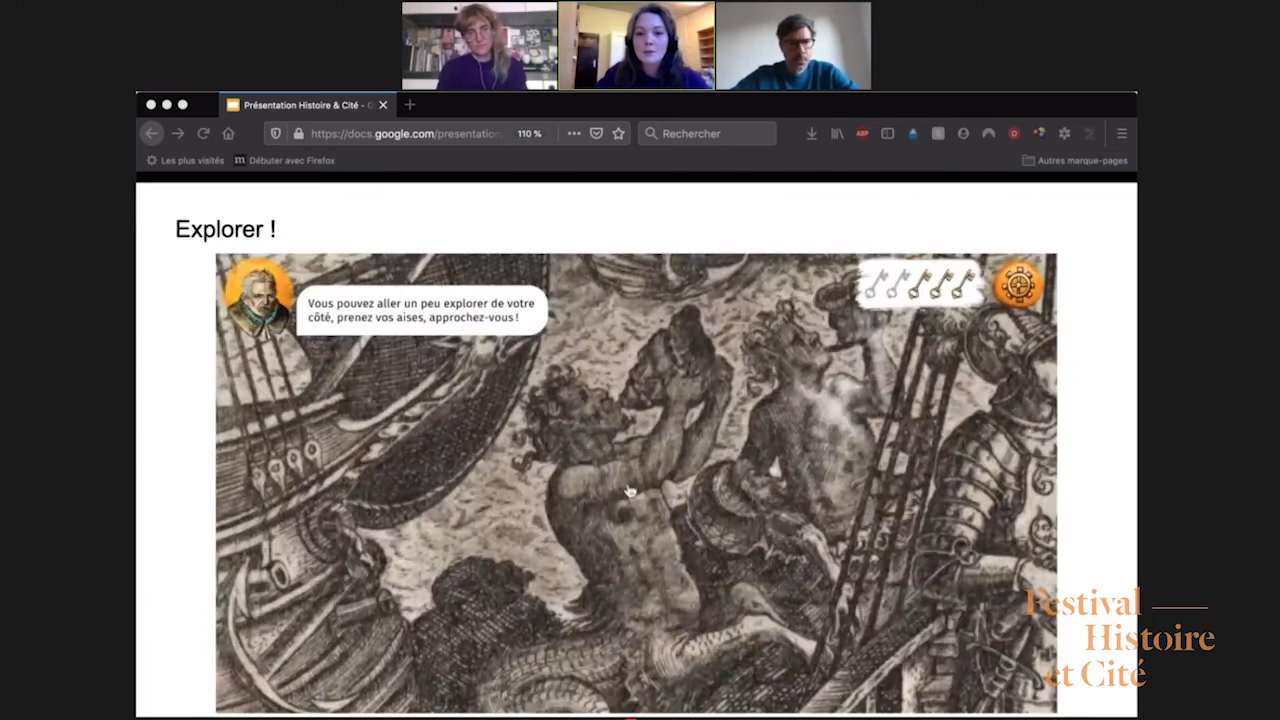 Présentation Histoire & Cité -
https://docs.google.com/presentation
110 %
Rechercher
ABP
Les plus visités
m Débuter avec Firefox
Autres marque-pages
Explorer !
Vous pouvez aller un peu explorer de votre
côté, prenez vos aises, approchez-vous !
Festival
Histoire
et Cité